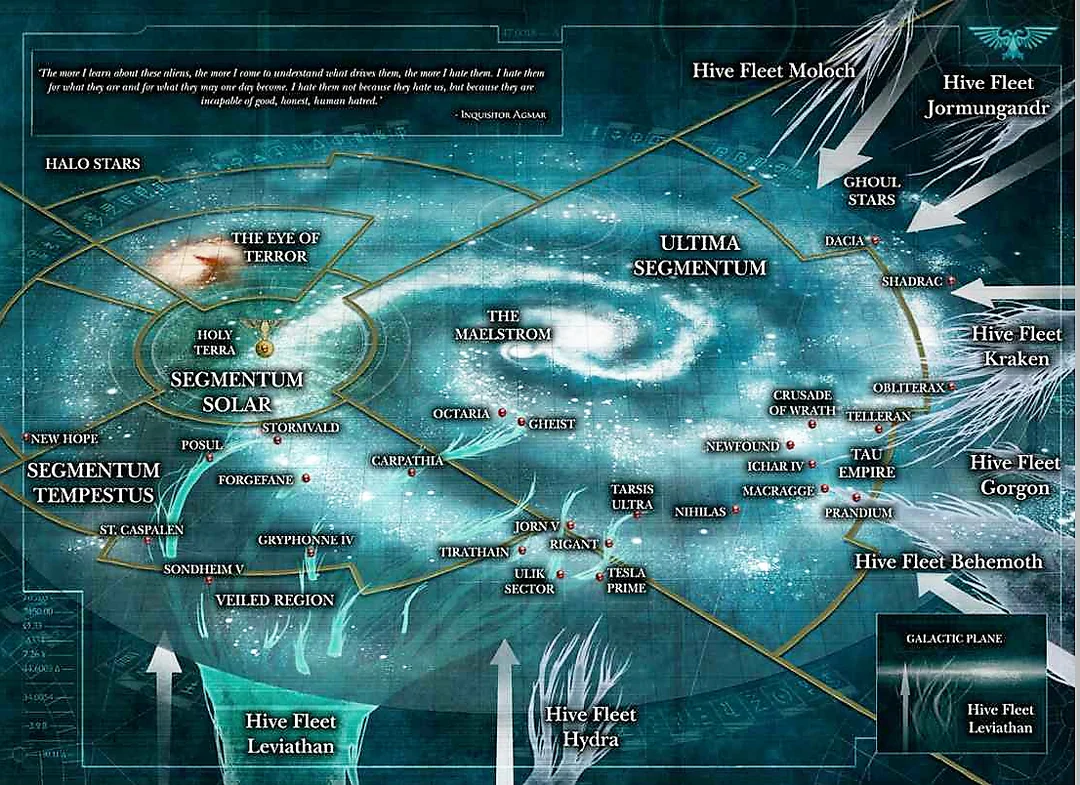 'The more I learn about these aliens, the more I come to understand what drives them, the more I hate them. I hate them
for what they are and for what they may one day become. I hate them not because they hate us, but because they are
incapable of good, honest, human hatred.'
- Inquisitor Agmar
Hive Fleet Moloch
Hive Fleet
Jormungandr
HALO STARS
GHOUL
STARS
THE EYE OF
TERROR
ULTIMA
SEGMENTUM
DACIA
SHADRAC
HOLY
TERRA
THE
MAELSTROM
Hive Fleet
Kraken
SEGMENTUM
SOLAR
OBLITERAX
CRUSADE
OF WRATH
TELLERAN
OCTARIA
GHEIST
STORMVALD
NEW HOPE
POSUL
NEWFOUND
ICHAR IV
TAU
EMPIRE
SEGMENTUM
TEMPESTUS
CARPATHIA
FORGEFANE
Hive Fleet
Gorgon
MACRAGGE
PRANDIUM
TARSIS
ULTRA
NIHILAS
ST. CASPALEN
GRYPHONNE IV
JORN V
RIGANT
TIRATHAIN
Hive Fleet Behemoth
SONDHEIM V
ULIK
SECTOR
TESLA
PRIME
VEILED REGION
GALACTIC PLANE
Hive Fleet
Leviathan
Hive Fleet
Leviathan
Hive Fleet
Hydra